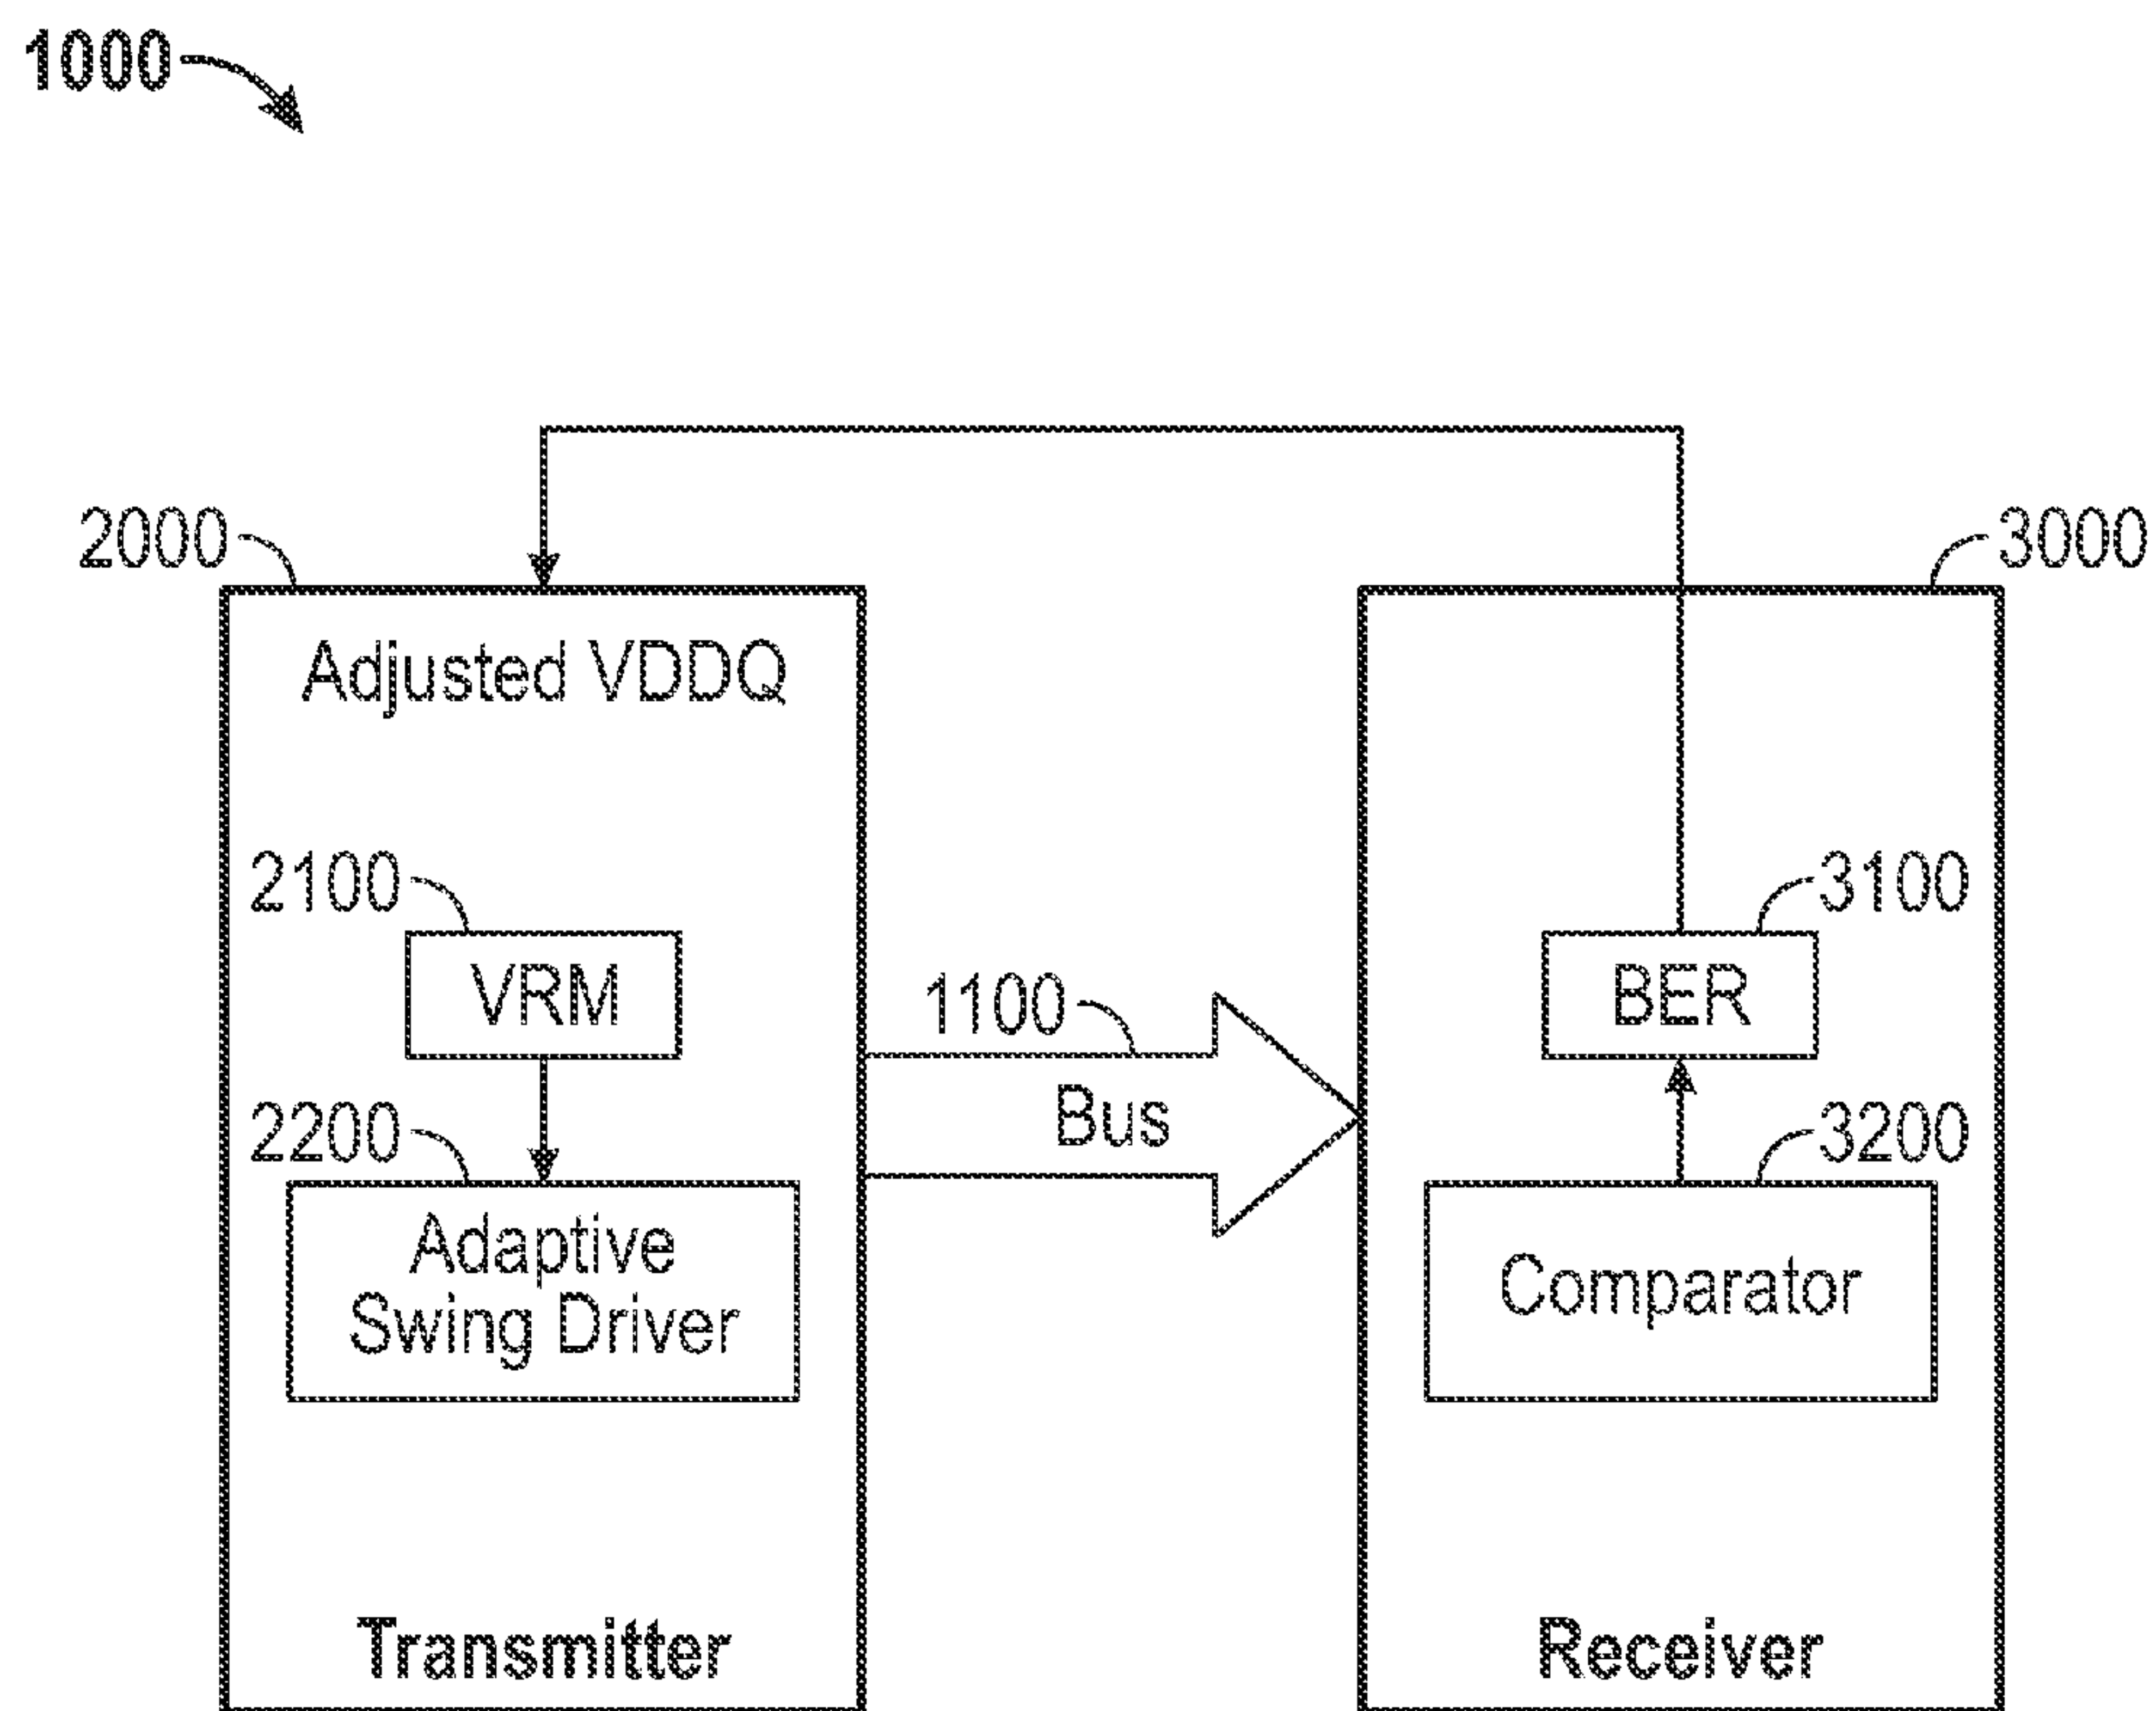 1000
2000
3000
Adjusted VDDQ
2100
3100
VRM
BER
1100
Bus
2200
3200
Adaptive
Swing Driver
Comparator
Transmitter
Receiver